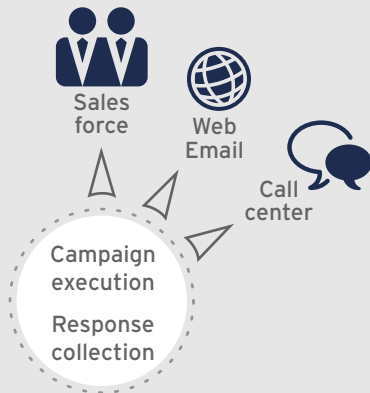 Sales
force
Web
Email
Call
center
Campaign
execution
Response
collection